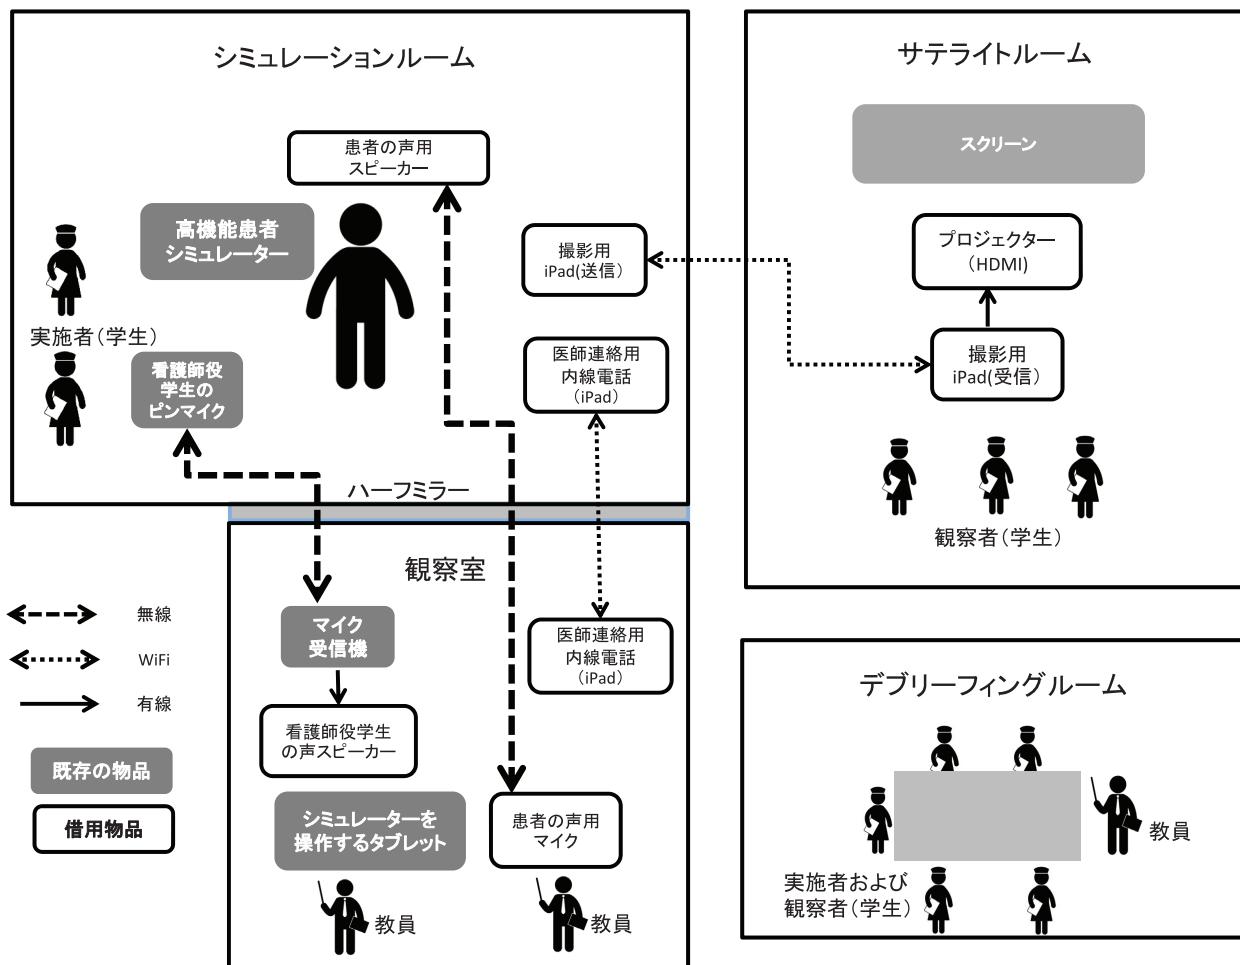 シミュレーションルーム
患者の声用
スピーカー
高機能患者
シミュレーター
実施者(学生)
看護師役
学生の
ピンマイク
撮影用
iPad(送信)
医師連絡用
内線電話
(iPad)
ハーフミラー
サテライトルーム
スクリーン
プロジェクター
(HDMI)
撮影用
iPad(受信)
観察者(学生)
観察室
マイク
受信機
看護師役学生
の声スピーカー
医師連絡用
内線電話
(iPad)
シミュレーターを
操作するタブレット
患者の声用
マイク
教員
教員
無線
WiFi
有線
既存の物品
借用物品
デブリーフィングルーム
教員
実施者および
観察者(学生)